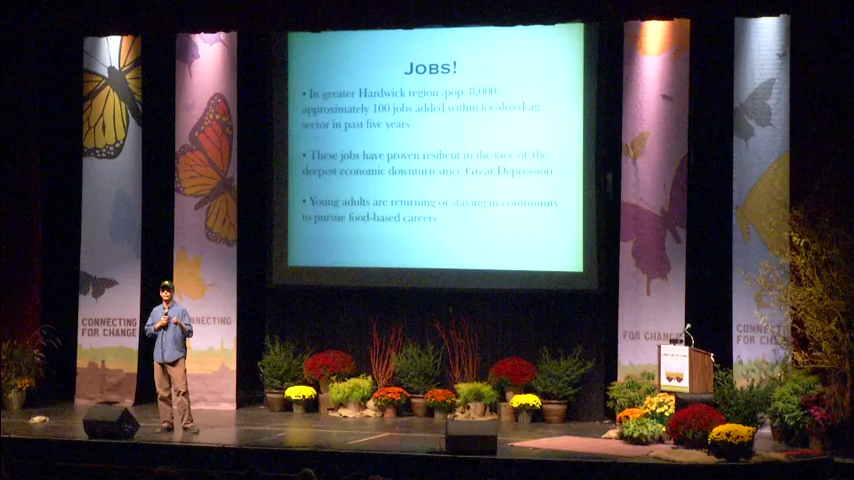 Jobs!
• In greater Hardwick region (pop. 8,000),
approximately 100 jobs added within localized ag
sector in past five years
• These jobs have proven resilient in the face of the
deepest economic downturn since Great Depression
• Young adults are returning or staying in community
to pursue food-based careers
CONNECTING
FOR CHANGE
NNECTING
FOR CHANGE
CONNECTING
FOR CHANGE